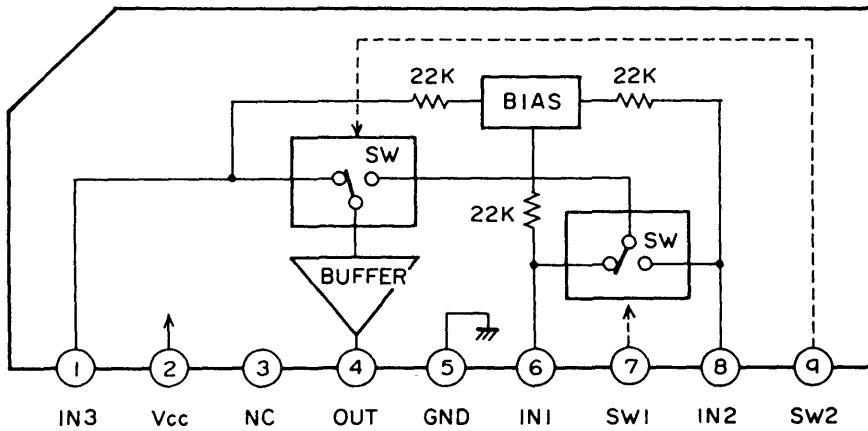 22K
22K
BIAS
SW
22K
SW
BUFFER
1 2 3 4 5 6 7 8 9
IN3 Vcc NC OUT GND IN1 SW1 IN2 SW2